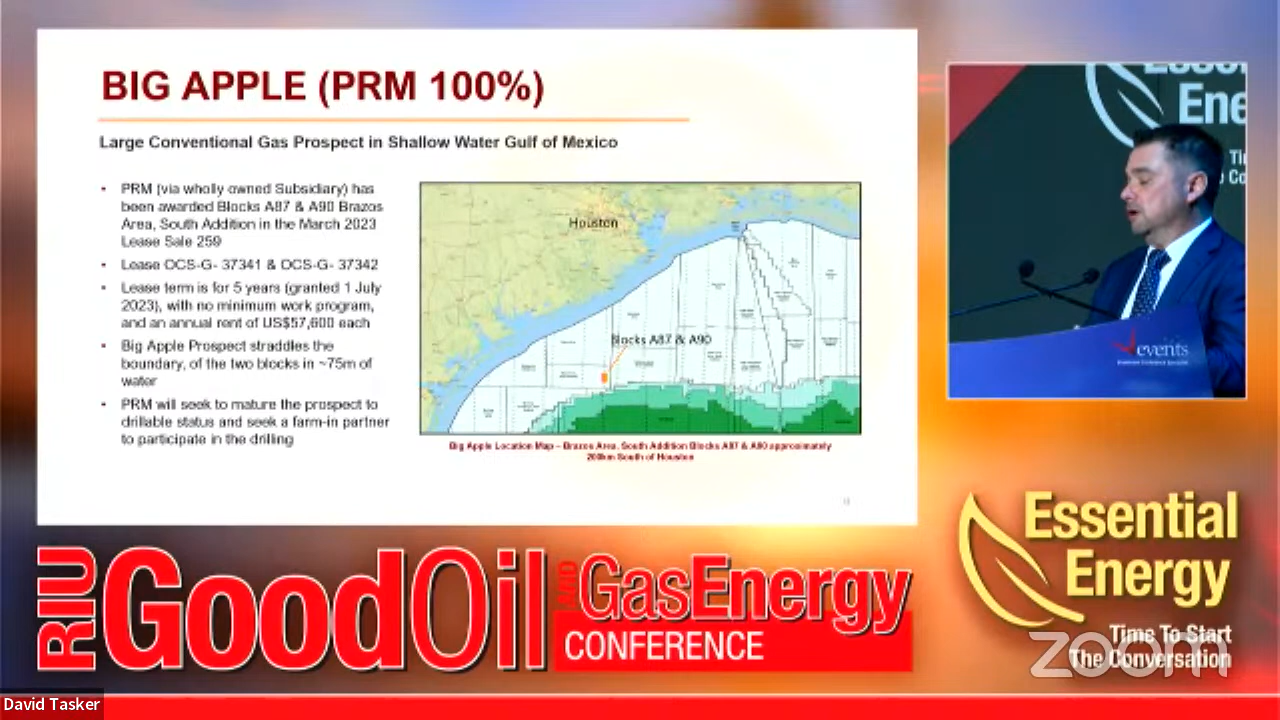 BIG APPLE (PRM 100%)
Large Conventional Gas Prospect in Shallow Water Gulf of Mexico
• PRM (via wholly owned Subsidiary) has
been awarded Blocks A87 & A90 Brazos
Area, South Addition in the March 2023
Lease Sale 259
• Lease OCS-G- 37341 & OCS-G- 37342
• Lease term is for 5 years (granted 1 July
2023), with no minimum work program,
and an annual rent of US$57,600 each
• Big Apple Prospect straddles the
boundary, of the two blocks in ~75m of
water
• PRM will seek to mature the prospect to
drillable status and seek a farm-in partner
to participate in the drilling
Houston
Blocks A87 & A90
Big Apple Location Map – Brazos Area, South Addition Blocks A87 & A90 approximately
200km South of Houston
Ene
events
RIU
GoodOil
AND
GasEnergy
CONFERENCE
Essential
Energy
Time To Start
The Conversation
zoom
David Tasker